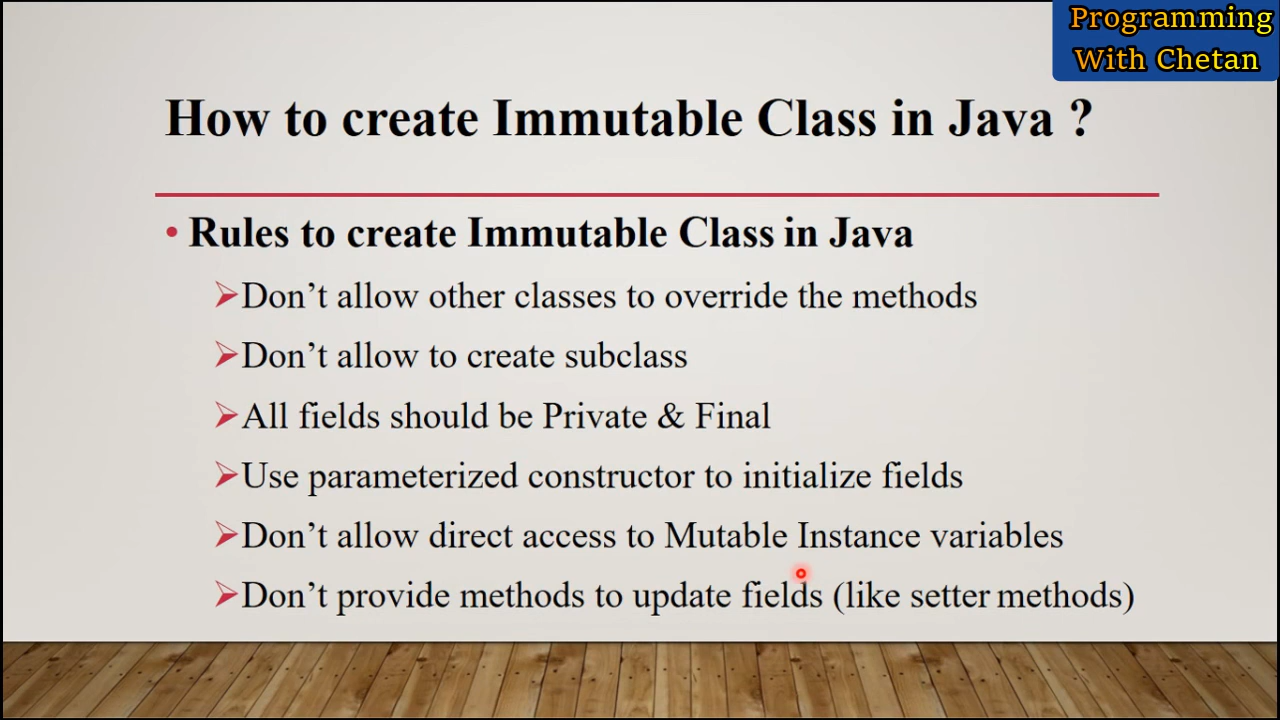 Programming
With Chetan
How to create Immutable Class in Java ?
• Rules to create Immutable Class in Java
➢Don’t allow other classes to override the methods
➢Don’t allow to create subclass
➢All fields should be Private & Final
➢Use parameterized constructor to initialize fields
➢Don’t allow direct access to Mutable Instance variables
➢Don’t provide methods to update fields (like setter methods)